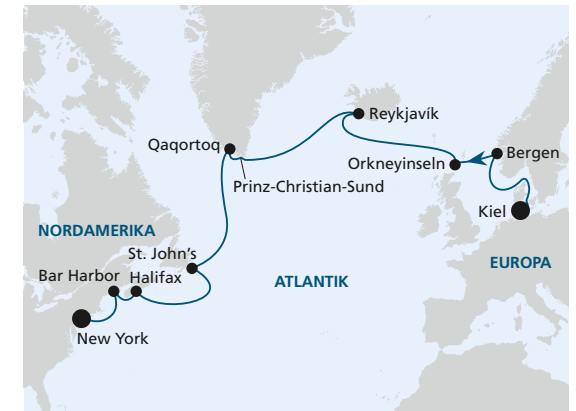 Reykjavík
Qaqortoq
Bergen
Orkneyinseln
Prinz-Christian-Sund
Kiel
NORDAMERIKA
St. John's
EUROPA
Bar Harbor
Halifax
ATLANTIK
New York